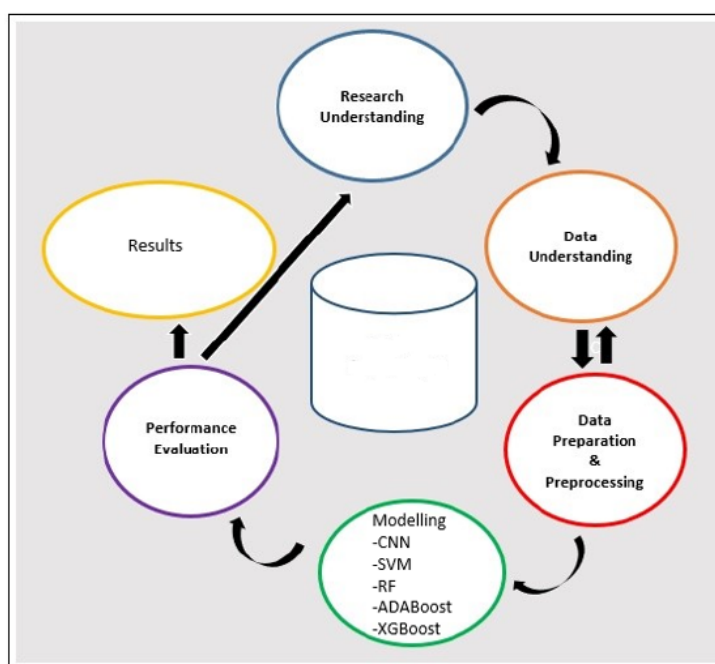 Research
Understanding
Data
Understanding
Data
Preparation
&
Preprocessing
Modelling
-CNN
-SVM
-RF
-ADABoost
-XGBoost
Performance
Evaluation
Results